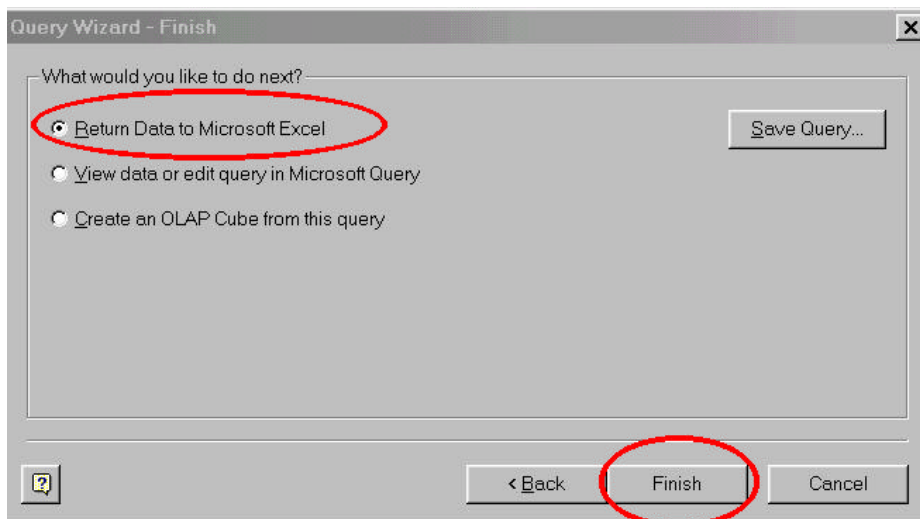 Query Wizard - Finish
What would you like to do next?
Return Data to Microsoft Excel
Save Query...
View data or edit query in Microsoft Query
Create an OLAP Cube from this query
< Back
Finish
Cancel